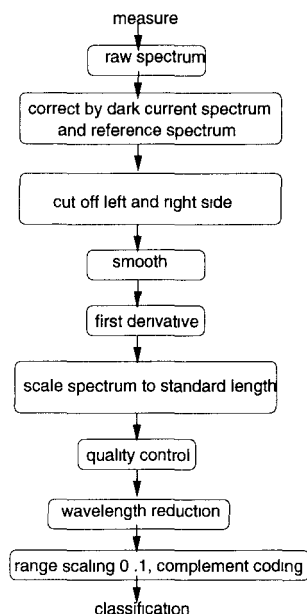 measure
raw spectrum
correct by dark current spectrum
and reference spectrum
cut off left and right side
smooth
first derivative
scale spectrum to standard length
quality control
wavelength reduction
range scaling 0 .1, complement coding
classification